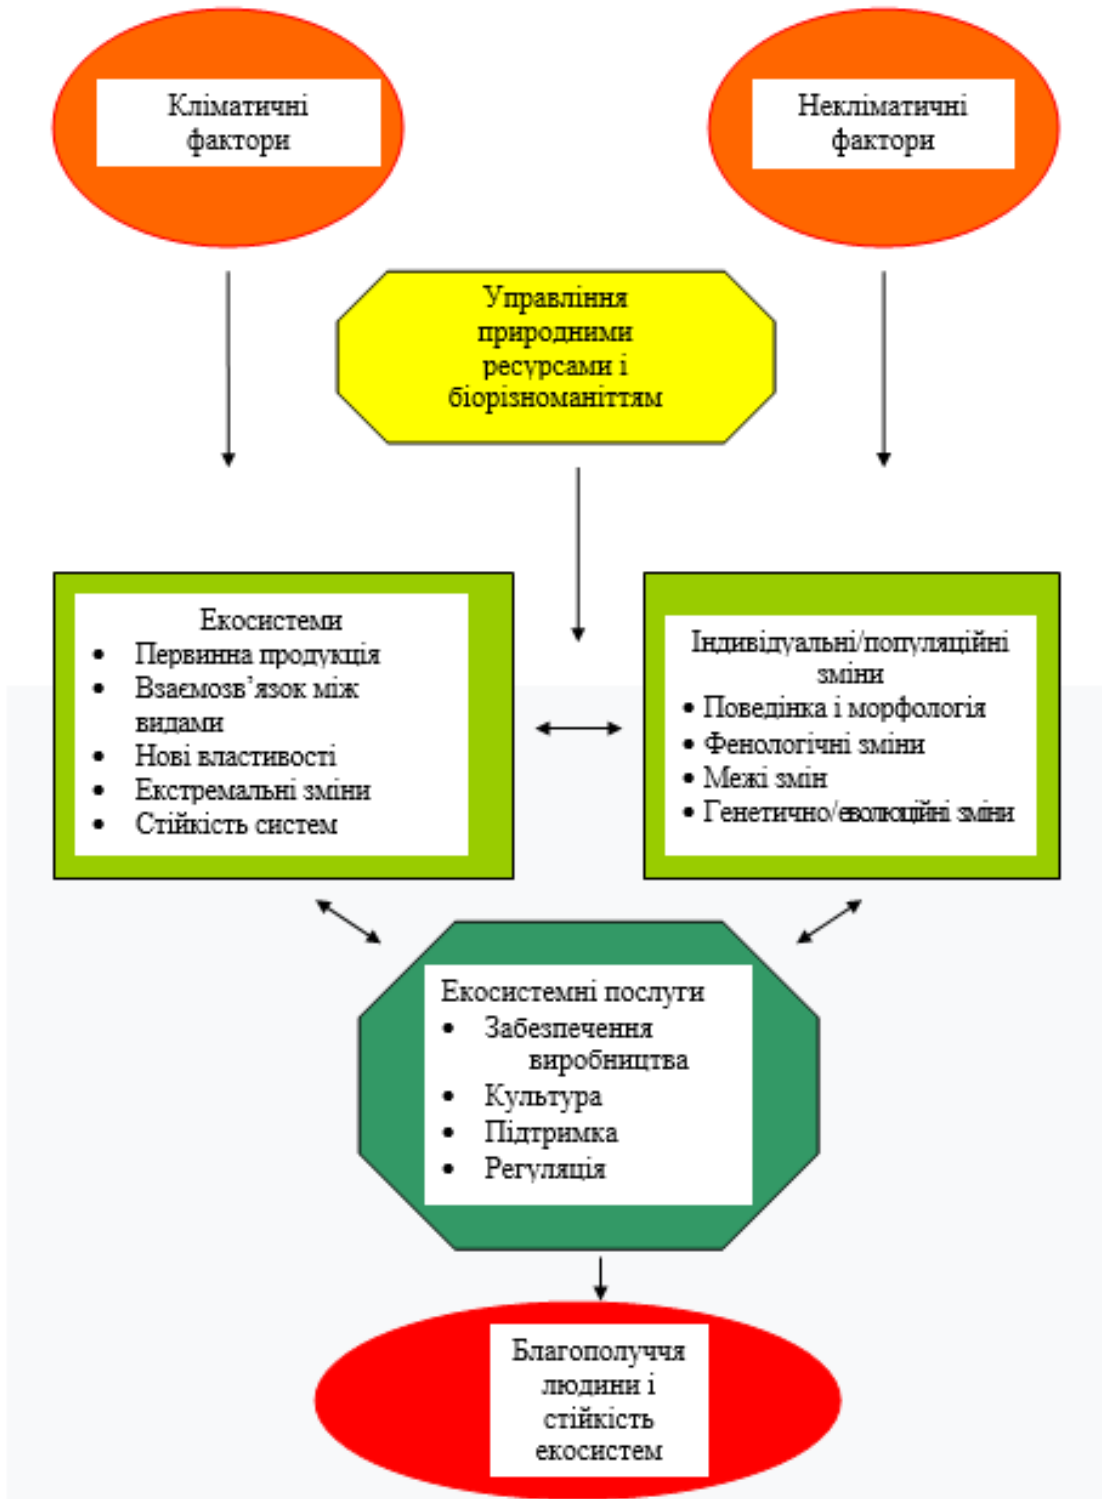 Кліматичні
фактори
Некліматичні
фактори
Управління
природними
ресурсами і
біорізноманіттям
Екосистеми
• Первинна продукція
• Взаємозв’язок між
видами
• Нові властивості
• Екстремальні зміни
• Стійкість систем
Індивідуальні/популяційні
зміни
• Поведінка і морфологія
• Фенологічні зміни
• Межі змін
• Генетично/еволюційні зміни
Екосистемні послуги
• Забезпечення
виробництва
• Культура
• Підтримка
• Регуляція
Благополуччя
людини і
стійкість
екосистем